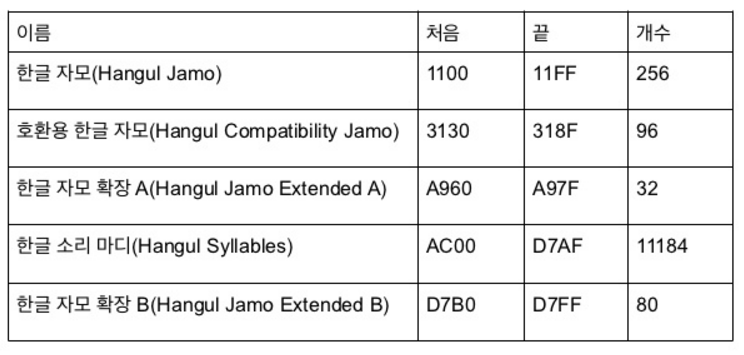 이름 처음 끝 개수
한글 자모(Hangul Jamo) 1100 11FF 256
호환용 한글 자모(Hangul Compatibility Jamo) 3130 318F 96
한글 자모 확장 A(Hangul Jamo Extended A) A960 A97F 32
한글 소리 마디(Hangul Syllables) AC00 D7AF 11184
한글 자모 확장 B(Hangul Jamo Extended B) D7B0 D7FF 80